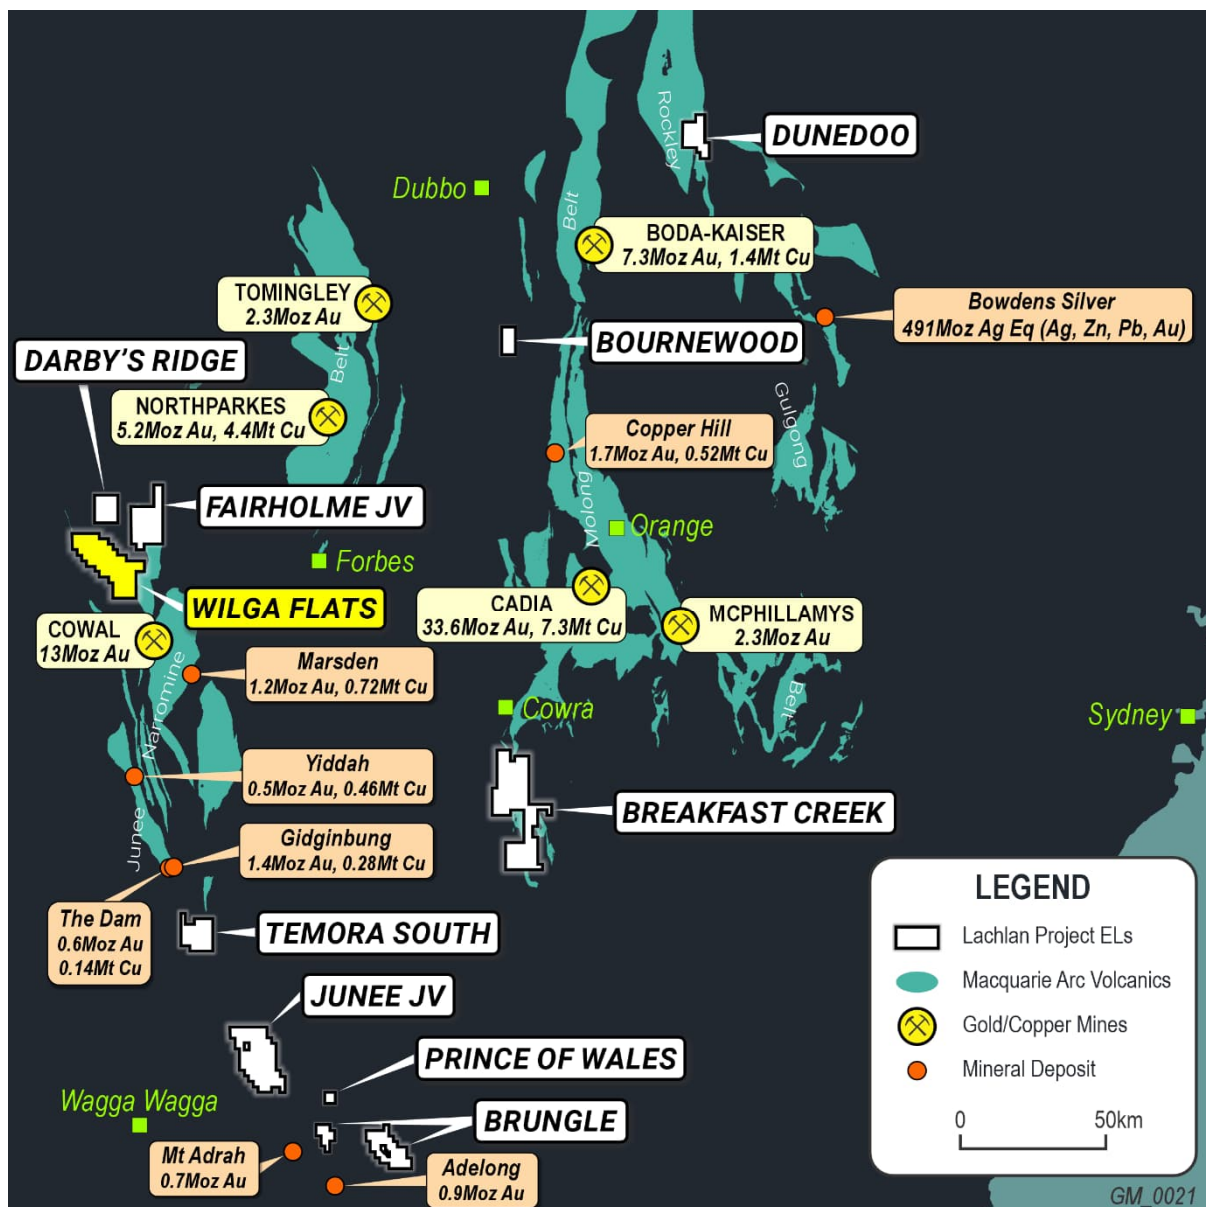 Rockley
DUNEDOO
Dubbo
Belt
BODA-KAISER
7.3Moz Au, 1.4Mt Cu
TOMINGLEY
2.3Moz Au
Bowdens Silver
491Moz Ag Eq (Ag, Zn, Pb, Au)
DARBY'S RIDGE
Belt
BOURNEWOOD
NORTHPARKES
5.2Moz Au, 4.4Mt Cu
Gulgong
Copper Hill
1.7Moz Au, 0.52Mt Cu
FAIRHOLME JV
Molong
Orange
Forbes
WILGA FLATS
CADIA
33.6Moz Au, 7.3Mt Cu
MCPHILLAMYS
2.3Moz Au
COWAL
13Moz Au
Marsden
1.2Moz Au, 0.72Mt Cu
Narromine
Belt
Cowra
Sydney
Yiddah
0.5Moz Au, 0.46Mt Cu
BREAKFAST CREEK
Junee
Gidginbung
1.4Moz Au, 0.28Mt Cu
The Dam
0.6Moz Au
0.14Mt Cu
TEMORA SOUTH
JUNEE JV
PRINCE OF WALES
Wagga Wagga
BRUNGLE
Mt Adrah
0.7Moz Au
Adelong
0.9Moz Au
LEGEND
Lachlan Project ELs
Macquarie Arc Volcanics
Gold/Copper Mines
Mineral Deposit
0 50km
GM_0021